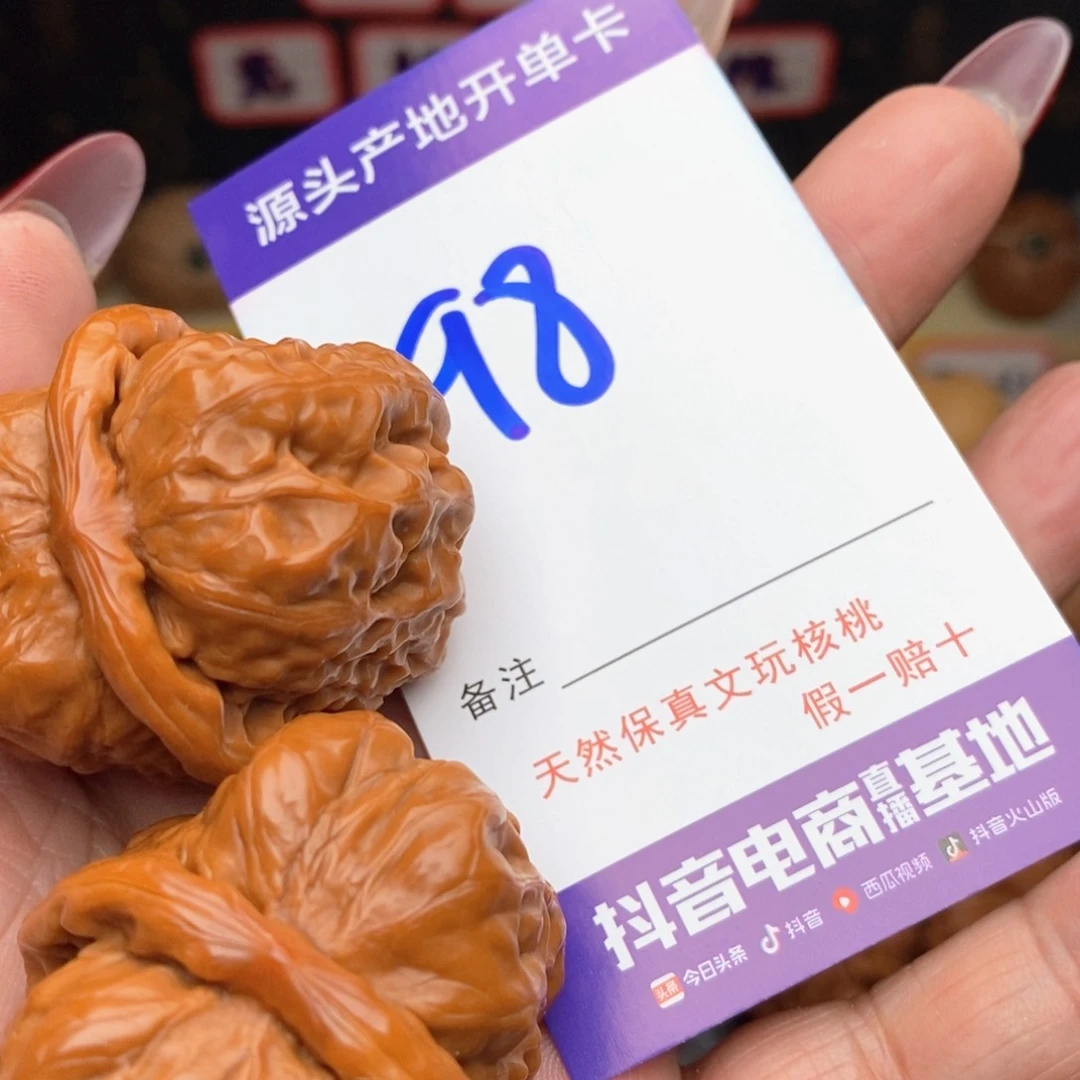 源头产地开单卡
98
备注
天然保真文玩核桃
假一赔十
抖音电商直播基地
头条 今日头条 抖音 西瓜视频 抖音火山版